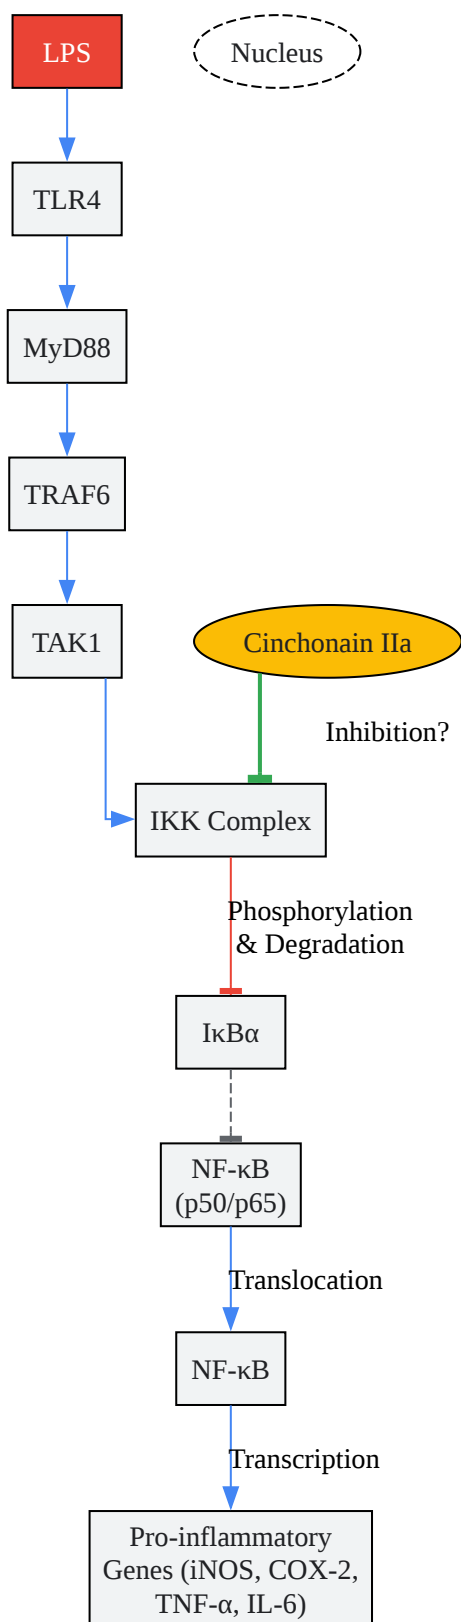 LPS
Nucleus
TLR4
MyD88
TRAF6
TAK1
Cinchonain IIa
Inhibition?
IKK Complex
Phosphorylation
& Degradation
IκBα
NF-κB
(p50/p65)
Translocation
NF-κB
Transcription
Pro-inflammatory
Genes (iNOS, COX-2,
TNF-α, IL-6)